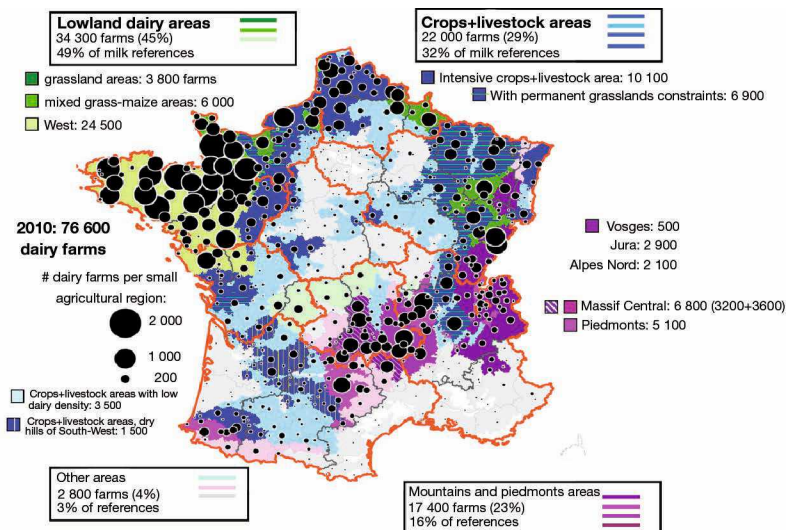 Lowland dairy areas
34 300 farms (45%)
49% of milk references
Crops+livestock areas
22 000 farms (29%)
32% of milk references
grassland areas: 3 800 farms
mixed grass-maize areas: 6 000
West: 24 500
Intensive crops+livestock area: 10 100
With permanent grasslands constraints: 6 900
2010: 76 600
dairy farms
# dairy farms per small
agricultural region:
2 000
1 000
200
Crops+livestock areas with low
dairy density: 3 500
Crops+livestock areas, dry
hills of South-West: 1 500
Vosges: 500
Jura: 2 900
Alpes Nord: 2 100
Massif Central: 6 800 (3200+3600)
Piedmonts: 5 100
Other areas
2 800 farms (4%)
3% of references
Mountains and piedmonts areas
17 400 farms (23%)
16% of references